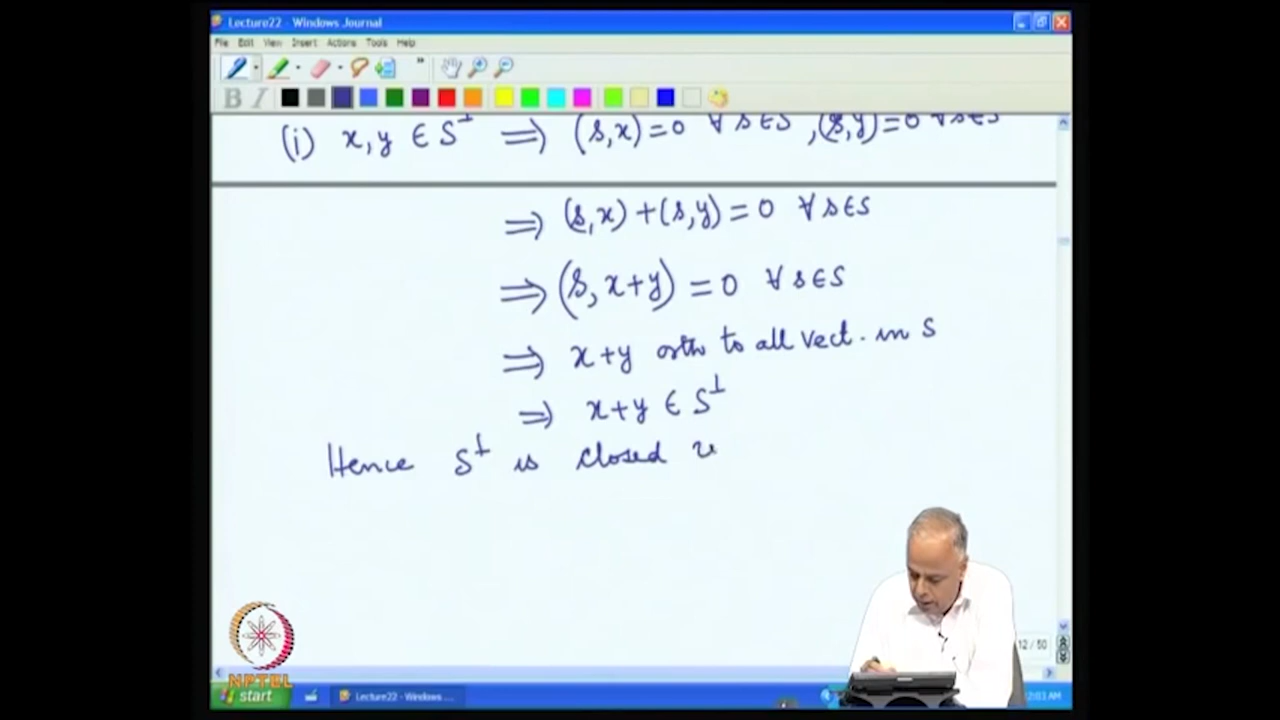 Lecture22 - Windows Journal
File Edit View Insert Actions Tools Help
B I
(i) x, y ∈ S⊥ ⟹ (s,x)=0 ∀ s∈S, (s,y)=0 ∀ s∈S
⟹ (s,x)+(s,y)=0 ∀ s∈S
⟹ (s, x+y) = 0 ∀ s∈S
⟹ x+y orth to all vect. in S
⟹ x+y ∈ S⊥
Hence S⊥ is closed
12 / 50
NPTEL
start Lecture22 - Windows ...